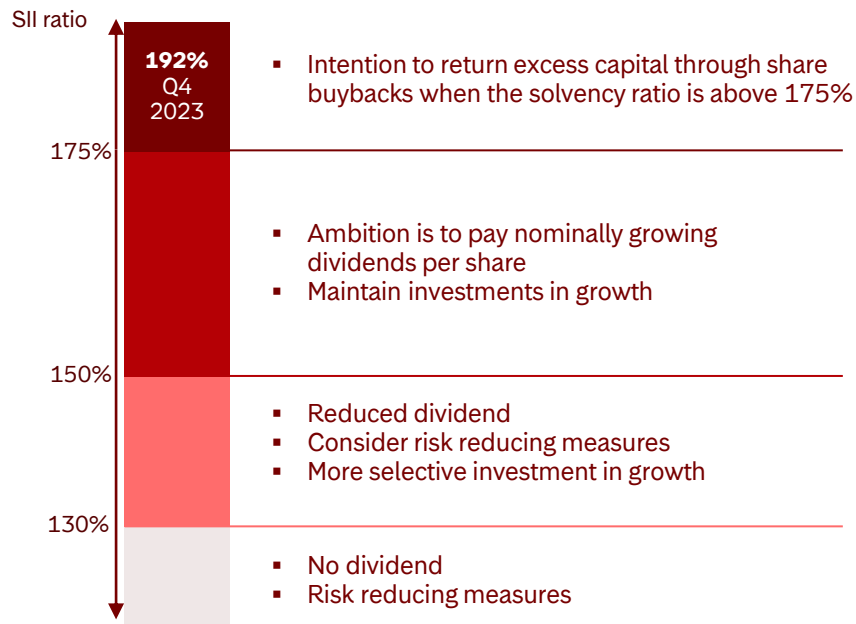 SII ratio
192%
Q4
2023
▪ Intention to return excess capital through share
buybacks when the solvency ratio is above 175%
175%
▪ Ambition is to pay nominally growing
dividends per share
▪ Maintain investments in growth
150%
▪ Reduced dividend
▪ Consider risk reducing measures
▪ More selective investment in growth
130%
▪ No dividend
▪ Risk reducing measures